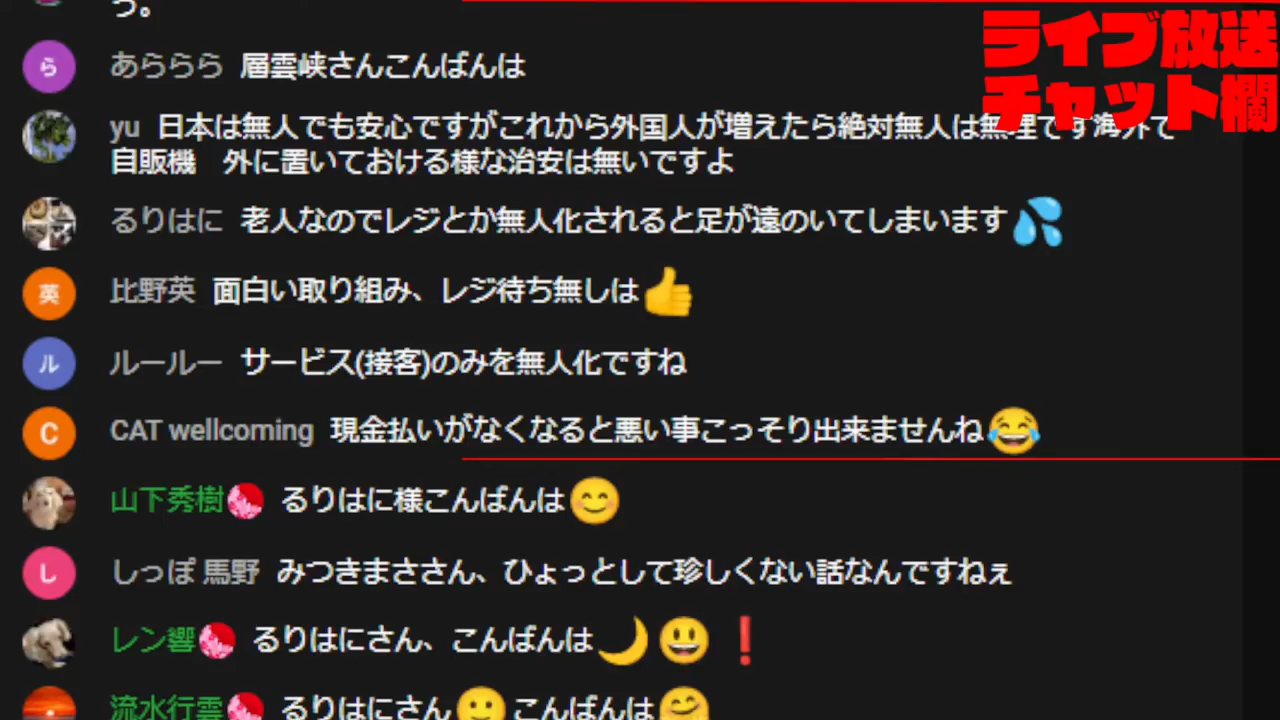 う。
ライブ放送
チャット欄
ら あららら 層雲峡さんこんばんは
yu 日本は無人でも安心ですがこれから外国人が増えたら絶対無人は無理です海外で
自販機 外に置いておける様な治安は無いですよ
るりはに 老人なのでレジとか無人化されると足が遠のいてしまいます💦
英 比野英 面白い取り組み、レジ待ち無しは👍
ル ルールー サービス(接客)のみを無人化ですね
C CAT wellcoming 現金払いがなくなると悪い事こっそり出来ませんね😂
山下秀樹 るりはに様こんばんは😊
し しっぽ 馬野 みつきまささん、ひょっとして珍しくない話なんですねぇ
レン響 るりはにさん、こんばんは🌙😃❗
流水行雲 るりはにさん🙂こんばんは🤗